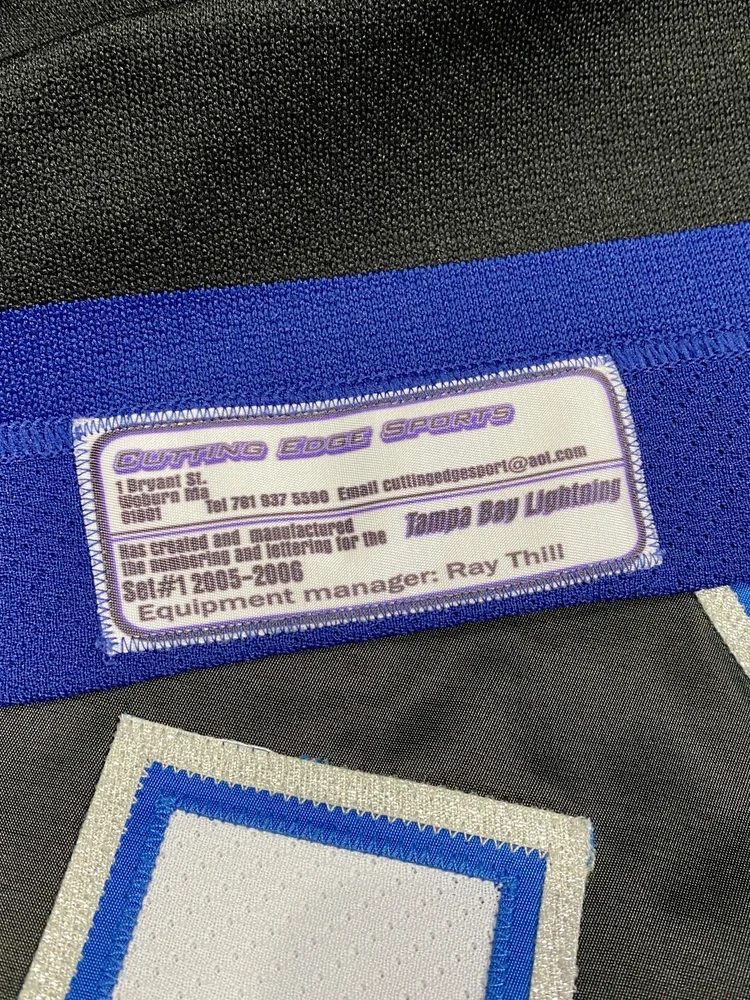 Cutting Edge Sports
1 Bryant St.
Woburn Ma
01801
Tel 781 937 5590 Email cuttingedgesport@aol.com
Has created and manufactured
the numbering and lettering for the
Tampa Bay Lightning
Set#1 2005-2006
Equipment manager: Ray Thill